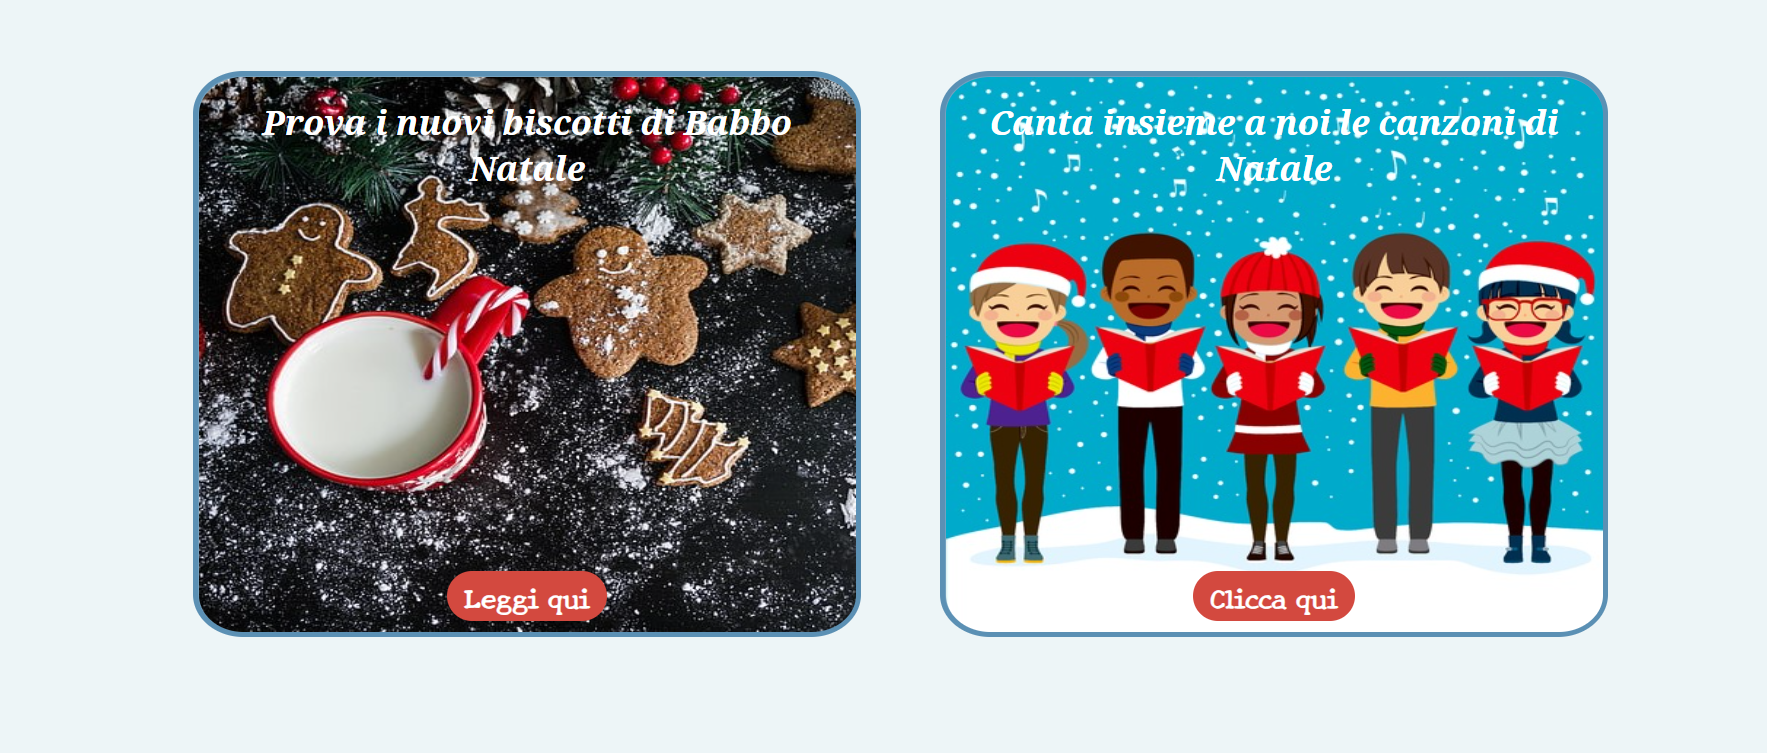 Prova i nuovi biscotti di Babbo
Natale
Leggi qui
Canta insieme a noi le canzoni di
Natale
Clicca qui